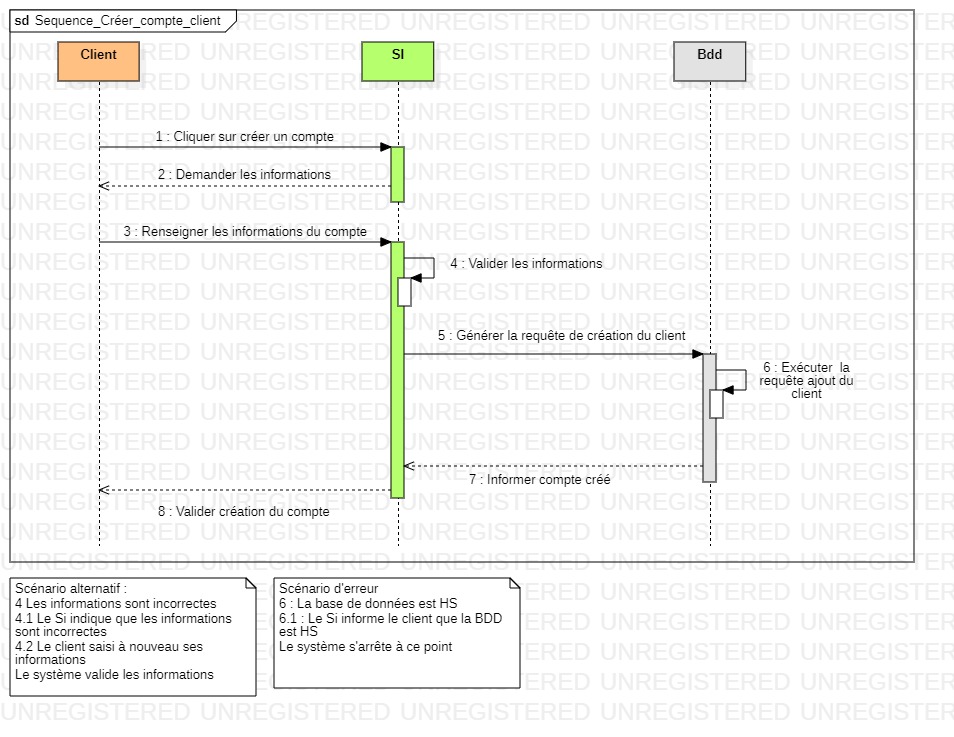 sd Sequence_Créer_compte_client
Client
SI
Bdd
1 : Cliquer sur créer un compte
2 : Demander les informations
3 : Renseigner les informations du compte
4 : Valider les informations
5 : Générer la requête de création du client
6 : Exécuter la
requête ajout du
client
7 : Informer compte créé
8 : Valider création du compte
Scénario alternatif :
4 Les informations sont incorrectes
4.1 Le Si indique que les informations
sont incorrectes
4.2 Le client saisi à nouveau ses
informations
Le système valide les informations
Scénario d'erreur
6 : La base de données est HS
6.1 : Le Si informe le client que la BDD
est HS
Le système s'arrête à ce point
UNREGISTERED